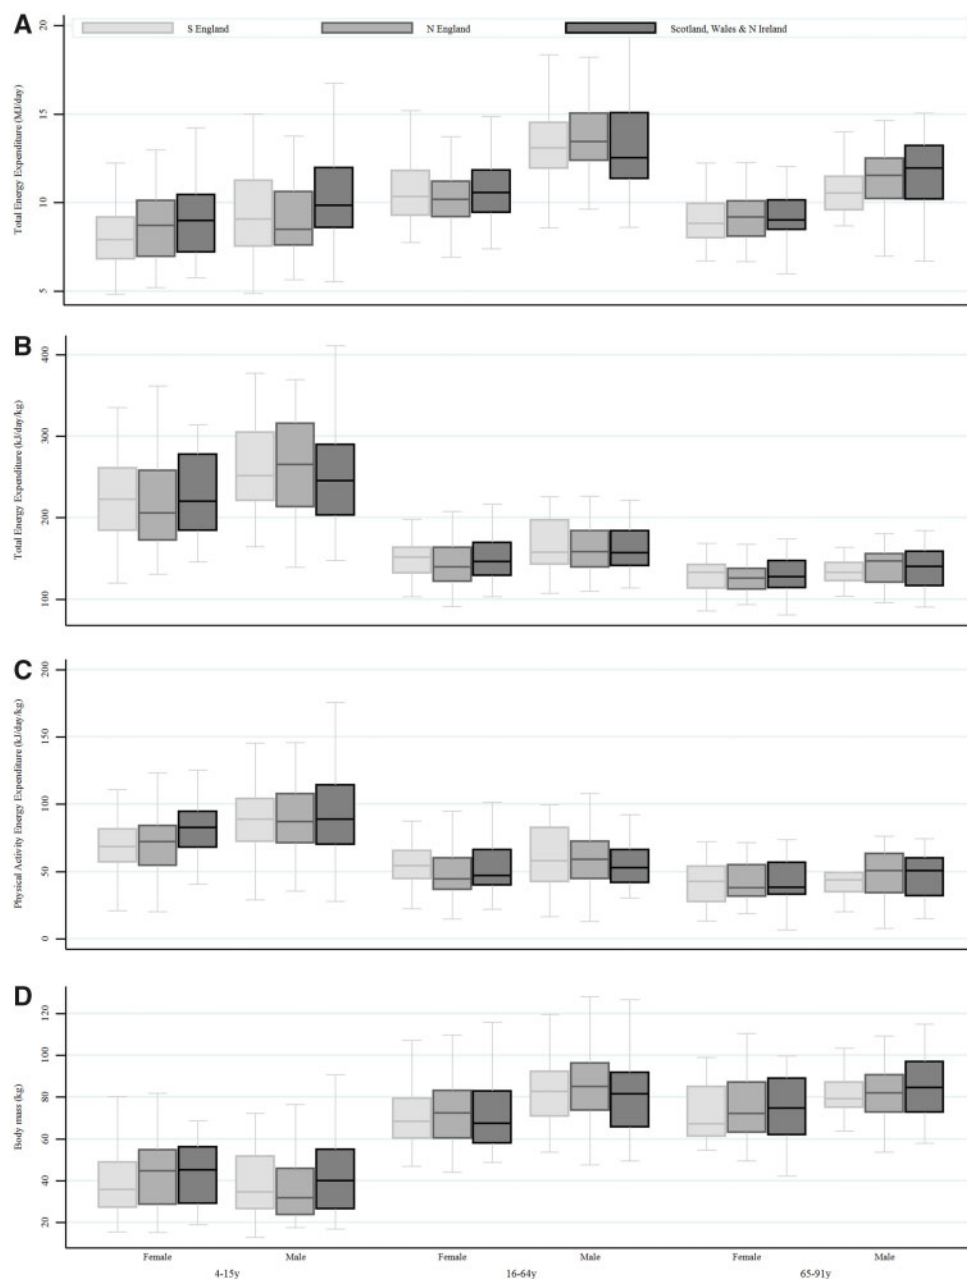 A
S England
N England
Scotland, Wales & N Ireland
Total Energy Expenditure (MJ/day)
20
15
10
5
B
Total Energy Expenditure (kJ/day/kg)
400
300
200
100
C
Physical Activity Energy Expenditure (kJ/day/kg)
200
150
100
50
0
D
Body mass (kg)
120
100
80
60
40
20
Female Male Female Male Female Male
4-15y 16-64y 65-91y